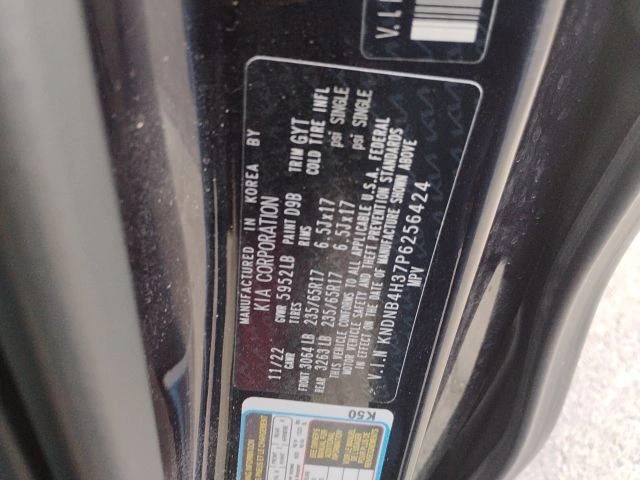 V.I
MANUFACTURED IN KOREA BY
KIA CORPORATION
11/22 GVWR 5952LB PAINT D9B TRIM GYT
GAWR TIRES RIMS COLD TIRE INFL
FRONT 3064LB 235/65R17 6.5Jx17 psi SINGLE
REAR 3263LB 235/65R17 6.5Jx17 psi SINGLE
THIS VEHICLE CONFORMS TO ALL APPLICABLE U.S.A. FEDERAL
MOTOR VEHICLE SAFETY AND THEFT PREVENTION STANDARDS
IN EFFECT ON THE DATE OF MANUFACTURE SHOWN ABOVE
V.I.N KNDNB4H37P6256424
MPV
K50